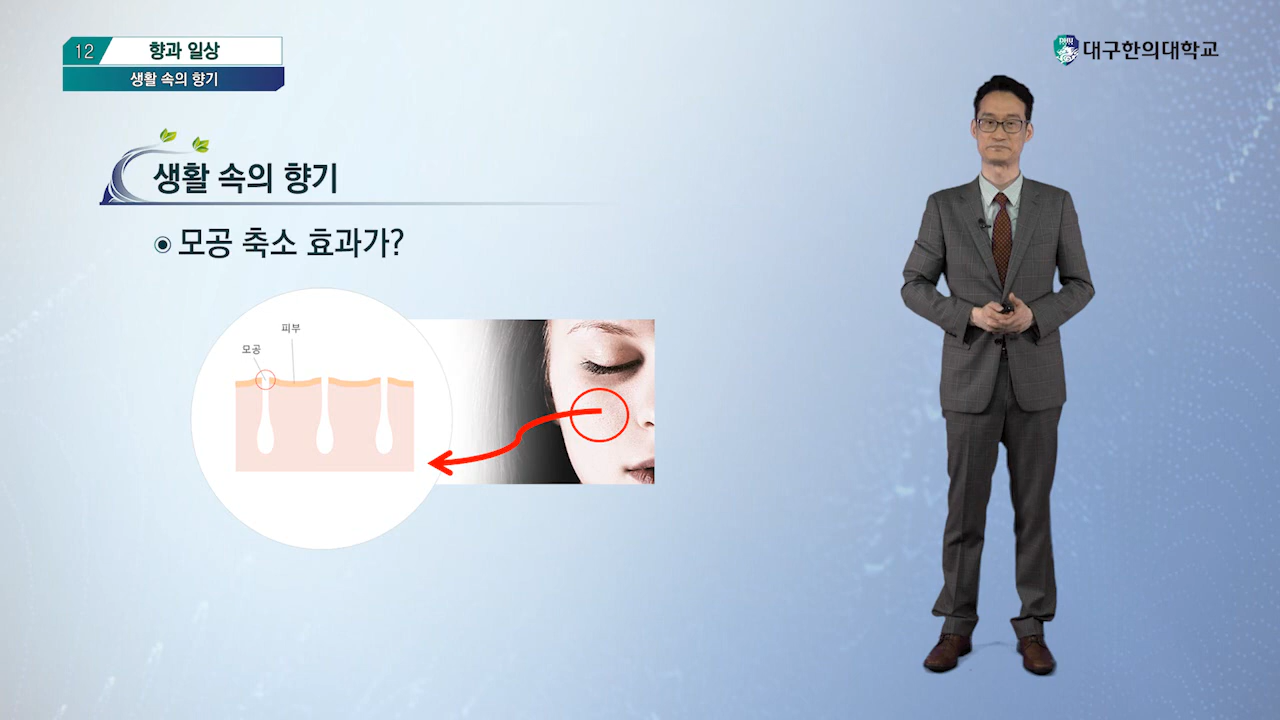 12
향과 일상
생활 속의 향기
대구한의대학교
생활 속의 향기
모공 축소 효과가?
피부
모공